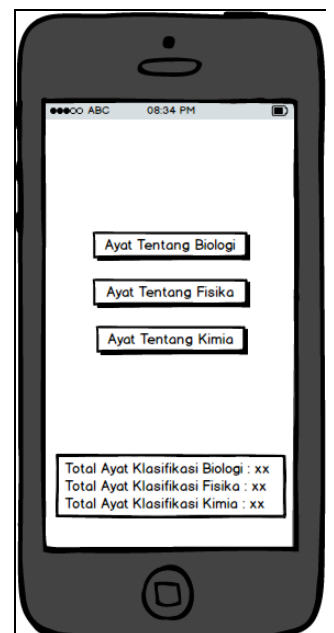 ABC 08:34 PM
Ayat Tentang Biologi
Ayat Tentang Fisika
Ayat Tentang Kimia
Total Ayat Klasifikasi Biologi : xx
Total Ayat Klasifikasi Fisika : xx
Total Ayat Klasifikasi Kimia : xx